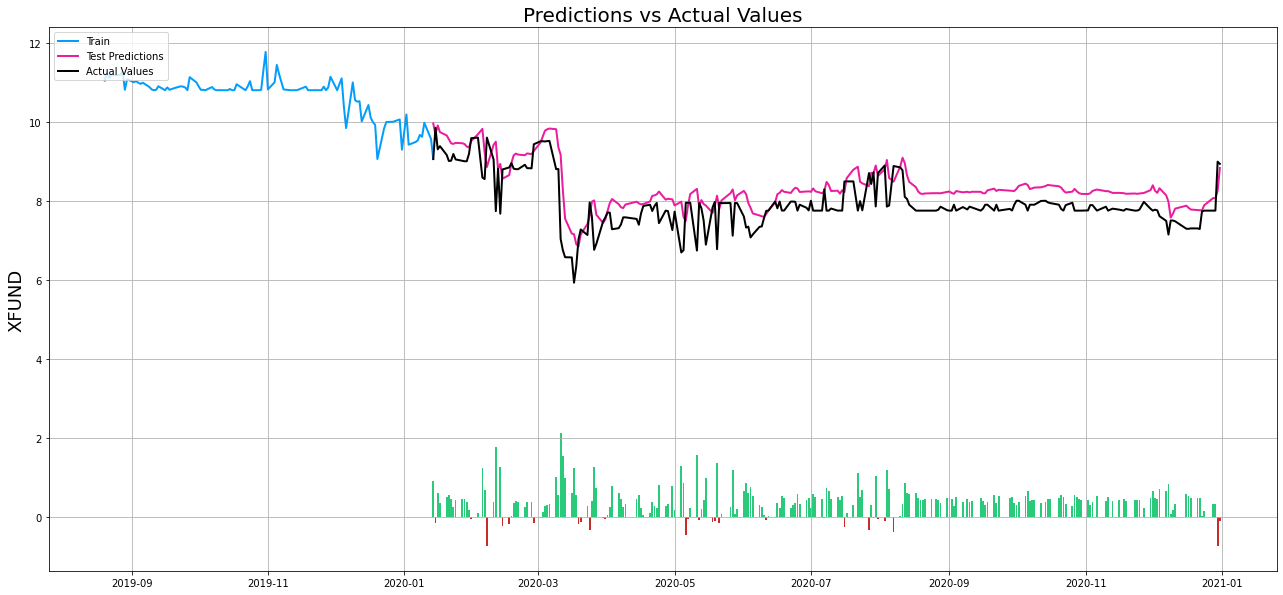 Predictions vs Actual Values
Train
Test Predictions
Actual Values
XFUND
12
10
8
6
4
2
0
2019-09 2019-11 2020-01 2020-03 2020-05 2020-07 2020-09 2020-11 2021-01